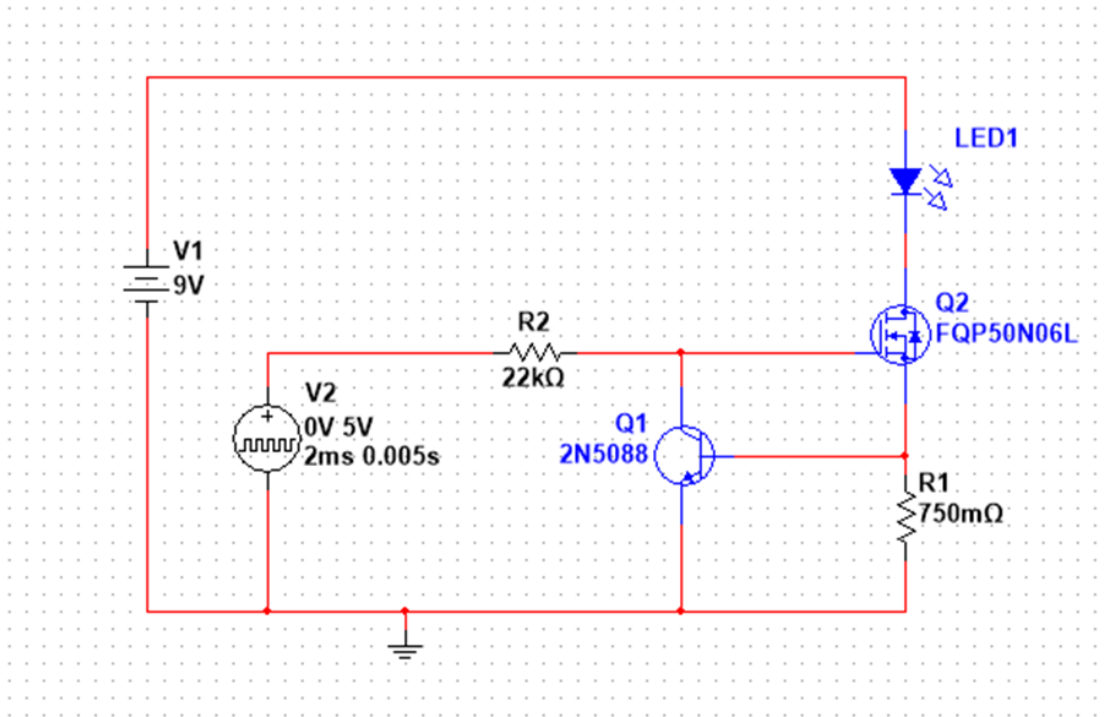 LED1
V1
9V
Q2
FQP50N06L
R2
22kΩ
V2
0V 5V
2ms 0.005s
Q1
2N5088
R1
750mΩ